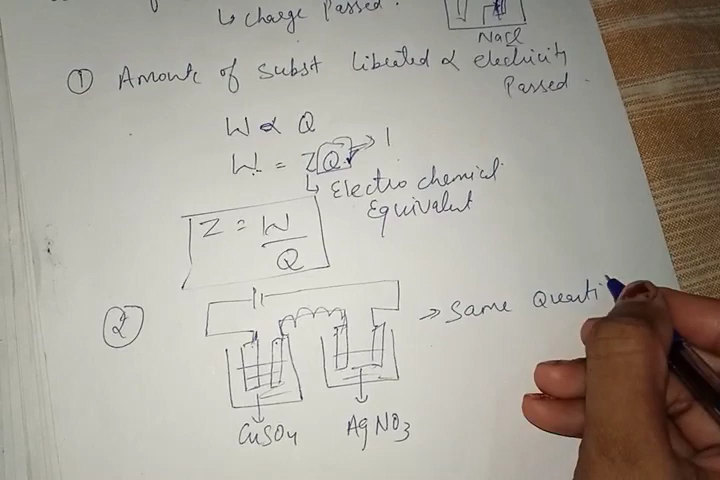 of
↳ charge Passed.
NaCl
① Amount of Subst liberated ∝ electricity
Passed.
W ∝ Q
W = ZQ → 1
↳ Electro chemical
Equivalent
Z = W/Q
②
→ Same Quanti
CuSO4 AgNO3